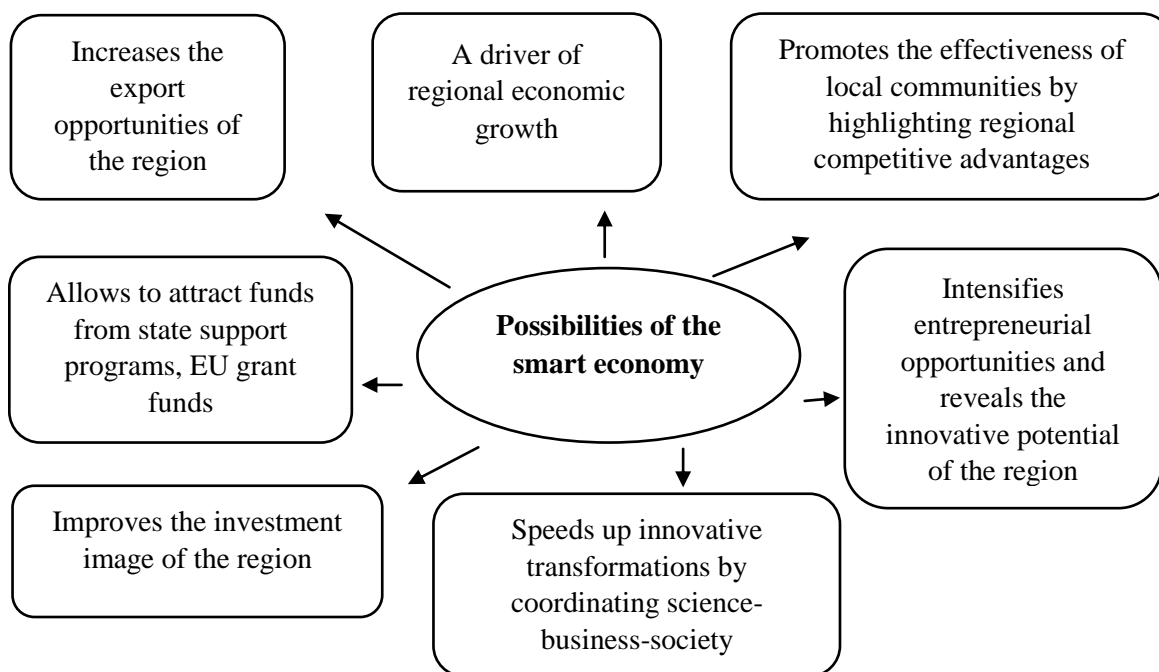 Increases the
export
opportunities of
the region
A driver of
regional economic
growth
Promotes the effectiveness of
local communities by
highlighting regional
competitive advantages
Allows to attract funds
from state support
programs, EU grant
funds
Possibilities of the
smart economy
Intensifies
entrepreneurial
opportunities and
reveals the
innovative potential
of the region
Improves the investment
image of the region
Speeds up innovative
transformations by
coordinating science-
business-society